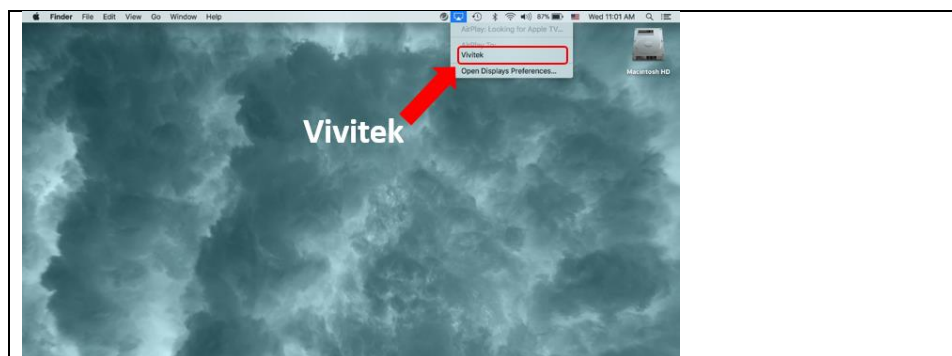 Finder File Edit View Go Window Help 87% Wed 11:01 AM
AirPlay: Looking for Apple TV...
Vivitek
Open Displays Preferences...
Macintosh HD
Vivitek